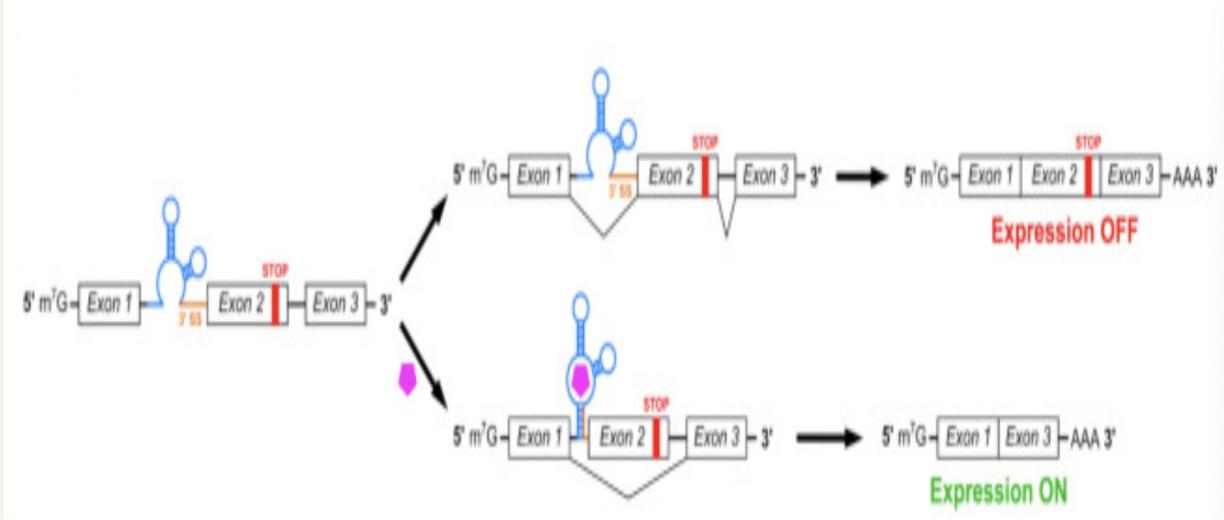 STOP
5' m⁷G Exon 1 3' SS Exon 2 Exon 3 3'
STOP
5' m⁷G Exon 1 3' SS Exon 2 Exon 3 3'
STOP
5' m⁷G Exon 1 Exon 2 Exon 3 AAA 3'
Expression OFF
STOP
5' m⁷G Exon 1 Exon 2 Exon 3 3'
5' m⁷G Exon 1 Exon 3 AAA 3'
Expression ON